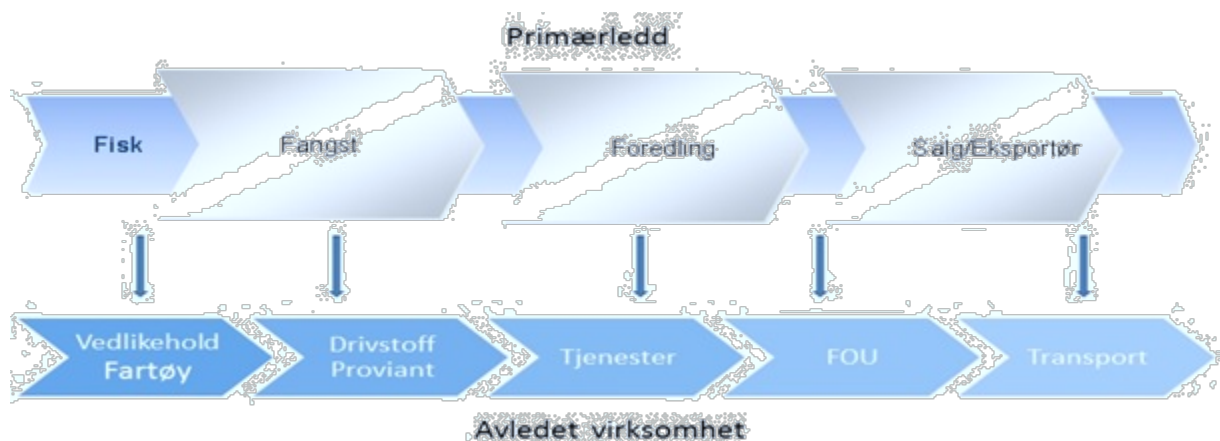 Primærledd
Fisk
Fangst
Foredling
Salg/Eksportør
Vedlikehold
Fartøy
Drivstoff
Proviant
Tjenester
FOU
Transport
Avledet virksomhet